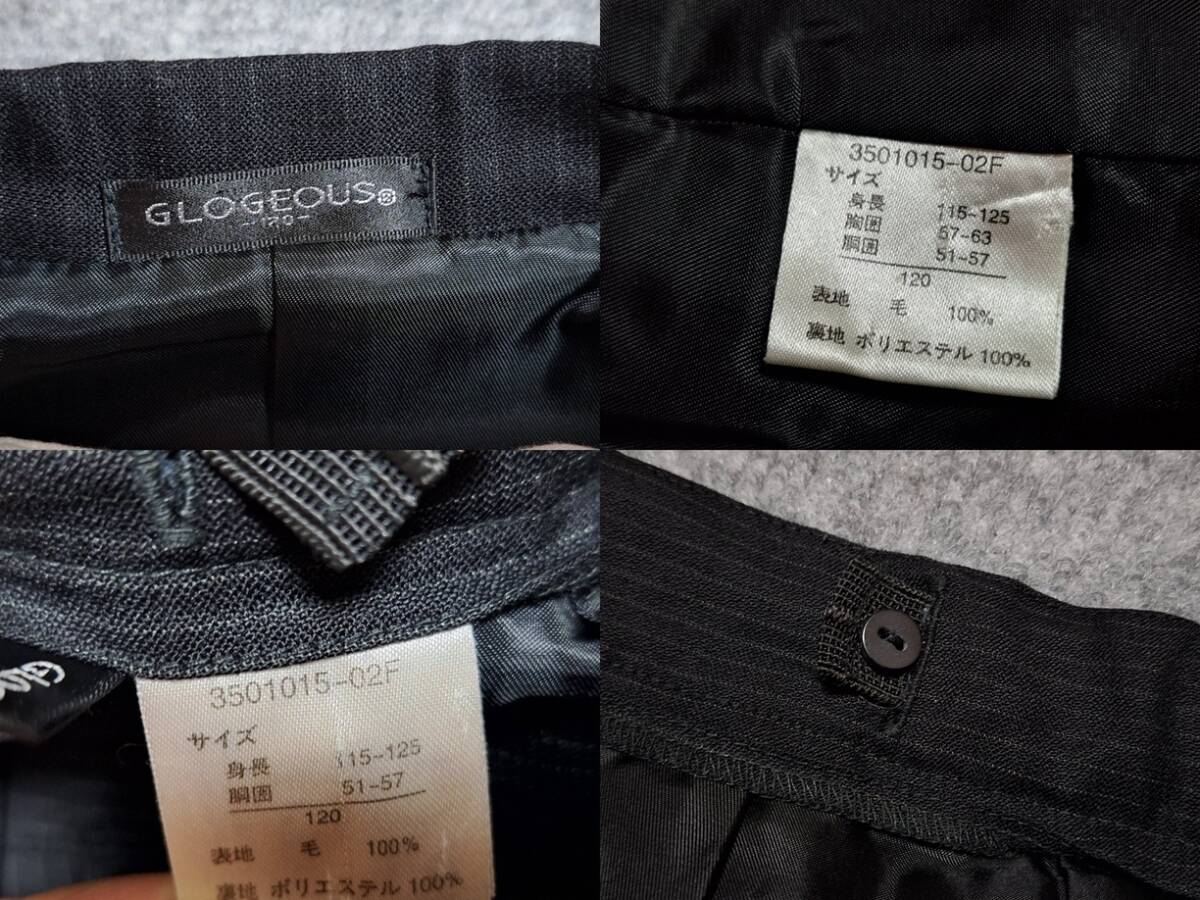 GLOGEOUS®
3501015-02F
サイズ
身長 115-125
胸囲 57-63
胴囲 51-57
120
表地 毛 100%
裏地 ポリエステル 100%
3501015-02F
サイズ
身長 115-125
胴囲 51-57
120
表地 毛 100%
裏地 ポリエステル 100%